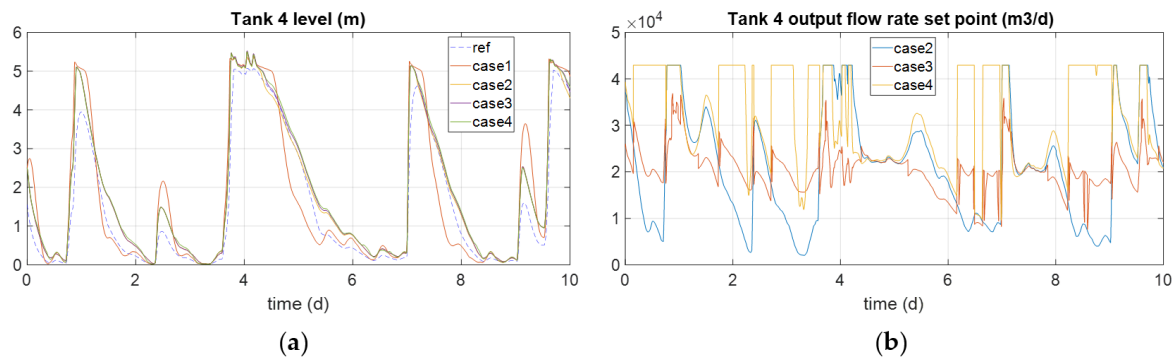 Tank 4 level (m)
6
5
4
3
2
1
0
0
2
4
6
8
10
time (d)
ref
case1
case2
case3
case4
(a)
Tank 4 output flow rate set point (m3/d)
×10⁴
5
4
3
2
1
0
0
2
4
6
8
10
time (d)
case2
case3
case4
(b)